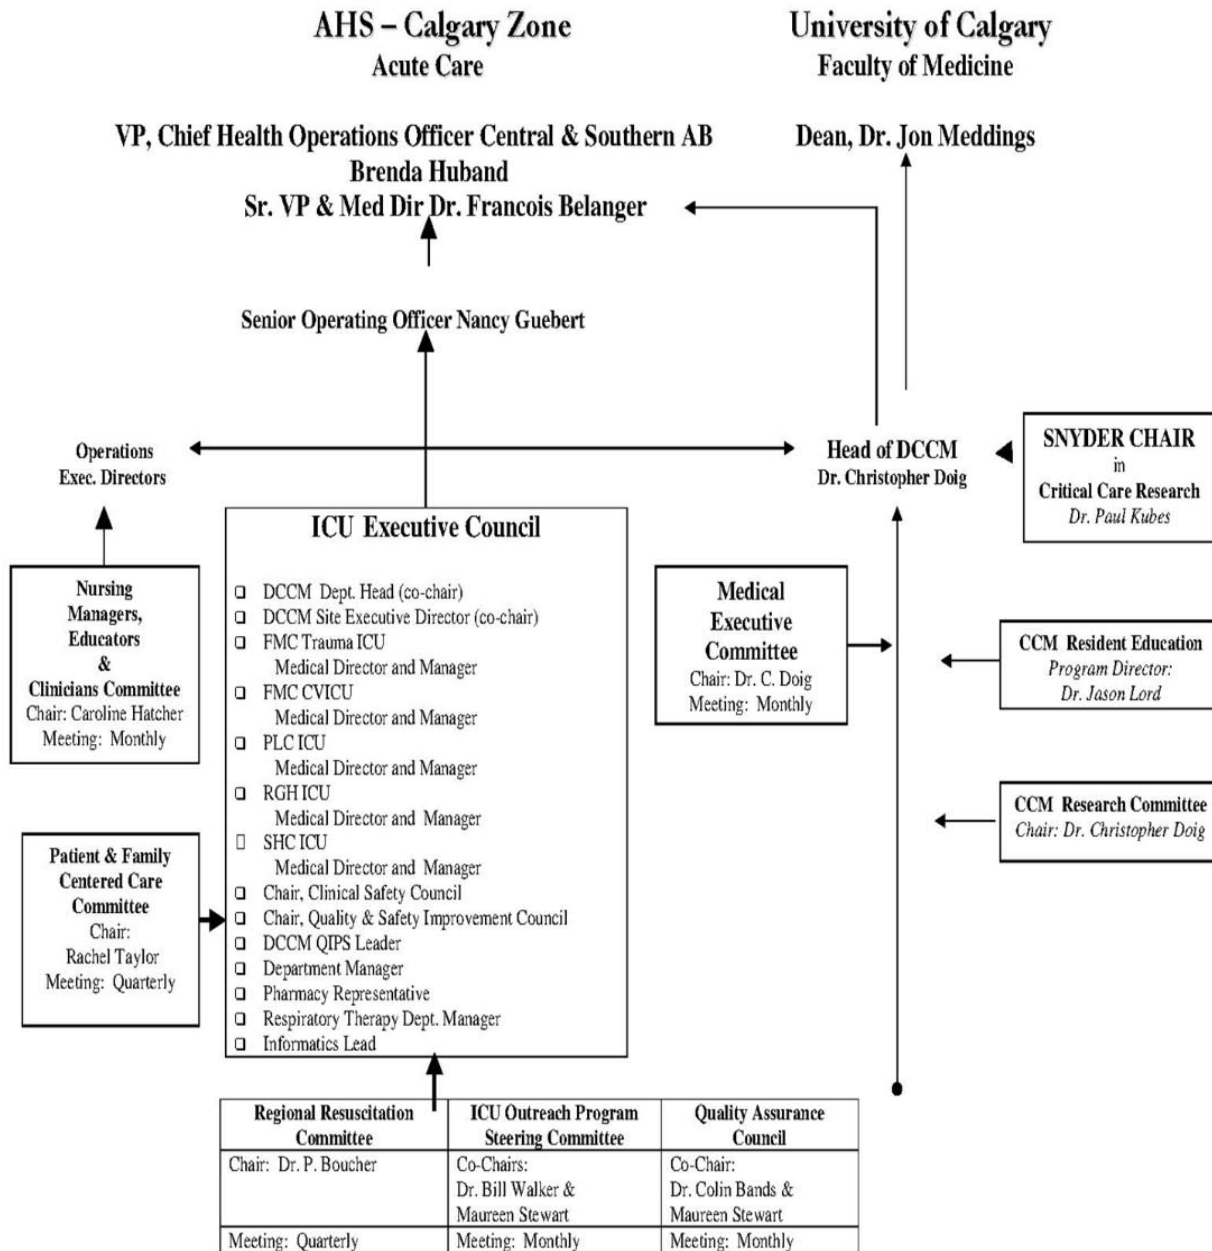 AHS – Calgary Zone
Acute Care
University of Calgary
Faculty of Medicine
VP, Chief Health Operations Officer Central & Southern AB
Brenda Huband
Sr. VP & Med Dir Dr. Francois Belanger
Dean, Dr. Jon Meddings
Senior Operating Officer Nancy Guebert
Operations
Exec. Directors
Head of DCCM
Dr. Christopher Doig
SNYDER CHAIR
in
Critical Care Research
Dr. Paul Kubes
Nursing
Managers,
Educators
&
Clinicians Committee
Chair: Caroline Hatcher
Meeting: Monthly
Patient & Family
Centered Care
Committee
Chair:
Rachel Taylor
Meeting: Quarterly
ICU Executive Council
DCCM Dept. Head (co-chair)
DCCM Site Executive Director (co-chair)
FMC Trauma ICU
Medical Director and Manager
FMC CVICU
Medical Director and Manager
PLC ICU
Medical Director and Manager
RGH ICU
Medical Director and Manager
SHC ICU
Medical Director and Manager
Chair, Clinical Safety Council
Chair, Quality & Safety Improvement Council
DCCM QIPS Leader
Department Manager
Pharmacy Representative
Respiratory Therapy Dept. Manager
Informatics Lead
Medical
Executive
Committee
Chair: Dr. C. Doig
Meeting: Monthly
CCM Resident Education
Program Director:
Dr. Jason Lord
CCM Research Committee
Chair: Dr. Christopher Doig
Regional Resuscitation
Committee
Chair: Dr. P. Boucher
Meeting: Quarterly
ICU Outreach Program
Steering Committee
Co-Chairs:
Dr. Bill Walker &
Maureen Stewart
Meeting: Monthly
Quality Assurance
Council
Co-Chair:
Dr. Colin Bands &
Maureen Stewart
Meeting: Monthly